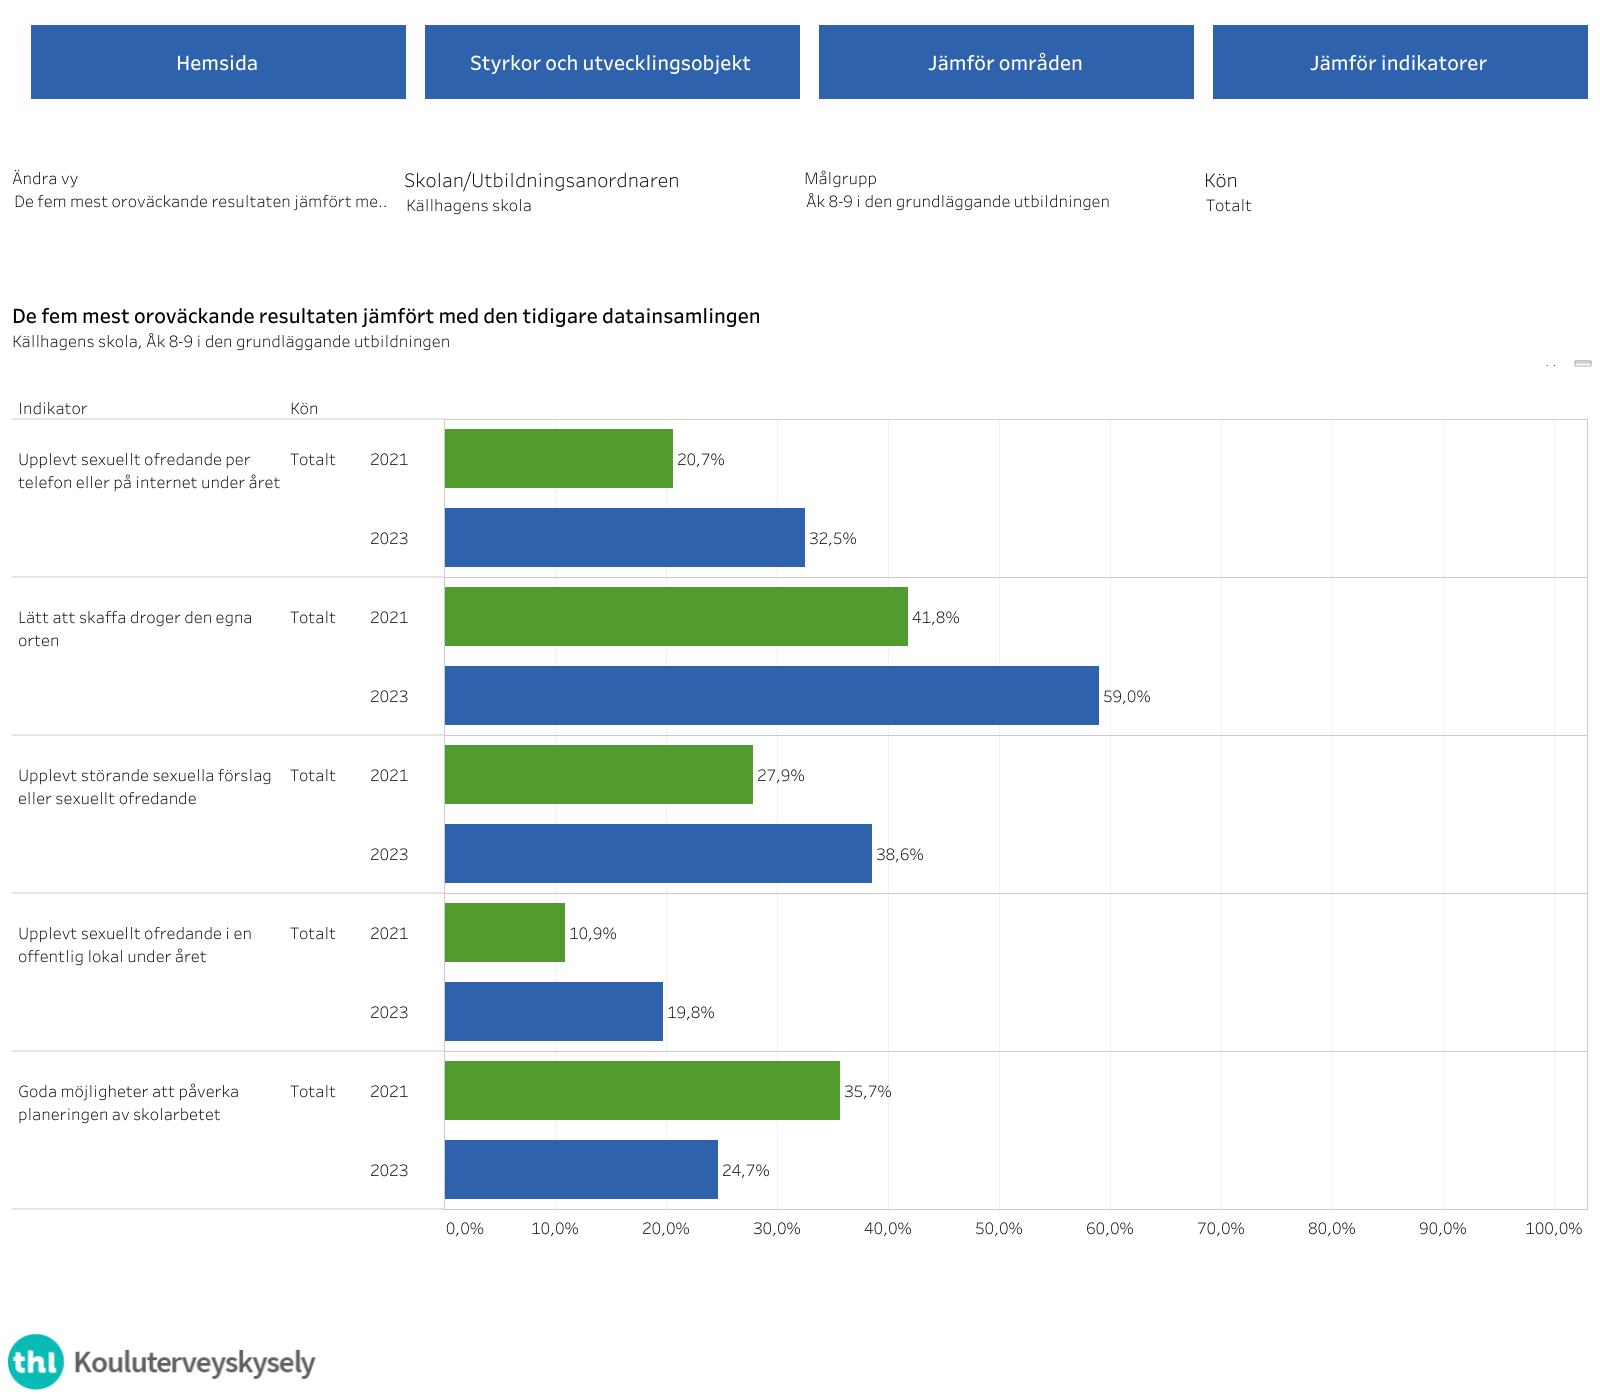 Hemsida
Styrkor och utvecklingsobjekt
Jämför områden
Jämför indikatorer
Ändra vy
De fem mest oroväckande resultaten jämfört me..
Skolan/Utbildningsanordnaren
Källhagens skola
Målgrupp
Åk 8-9 i den grundläggande utbildningen
Kön
Totalt
De fem mest oroväckande resultaten jämfört med den tidigare datainsamlingen
Källhagens skola, Åk 8-9 i den grundläggande utbildningen
Indikator Kön
Upplevt sexuellt ofredande per
telefon eller på internet under året
Totalt
2021 20,7%
2023 32,5%
Lätt att skaffa droger den egna
orten
Totalt
2021 41,8%
2023 59,0%
Upplevt störande sexuella förslag
eller sexuellt ofredande
Totalt
2021 27,9%
2023 38,6%
Upplevt sexuellt ofredande i en
offentlig lokal under året
Totalt
2021 10,9%
2023 19,8%
Goda möjligheter att påverka
planeringen av skolarbetet
Totalt
2021 35,7%
2023 24,7%
0,0% 10,0% 20,0% 30,0% 40,0% 50,0% 60,0% 70,0% 80,0% 90,0% 100,0%
thl Kouluterveyskysely